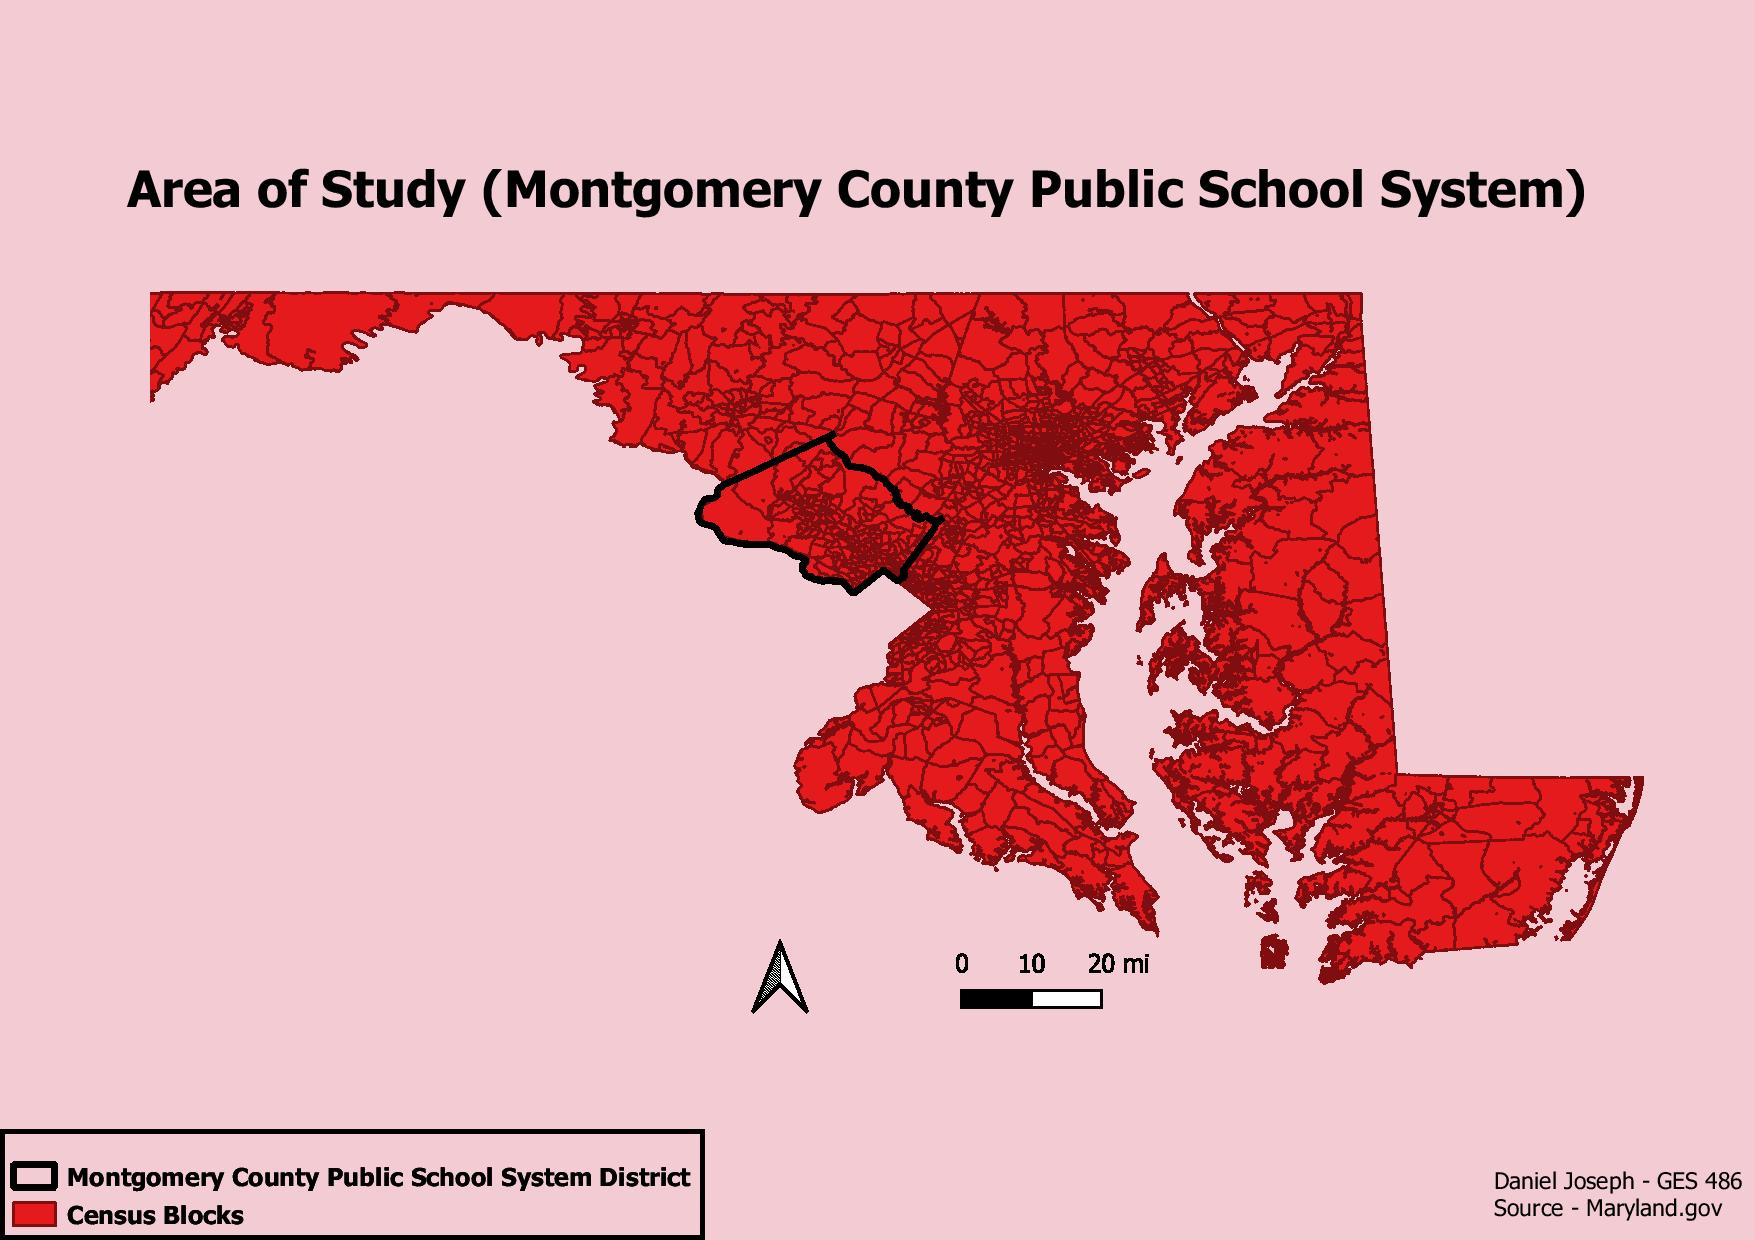 Area of Study (Montgomery County Public School System)
0 10 20 mi
Montgomery County Public School System District
Census Blocks
Daniel Joseph - GES 486
Source - Maryland.gov